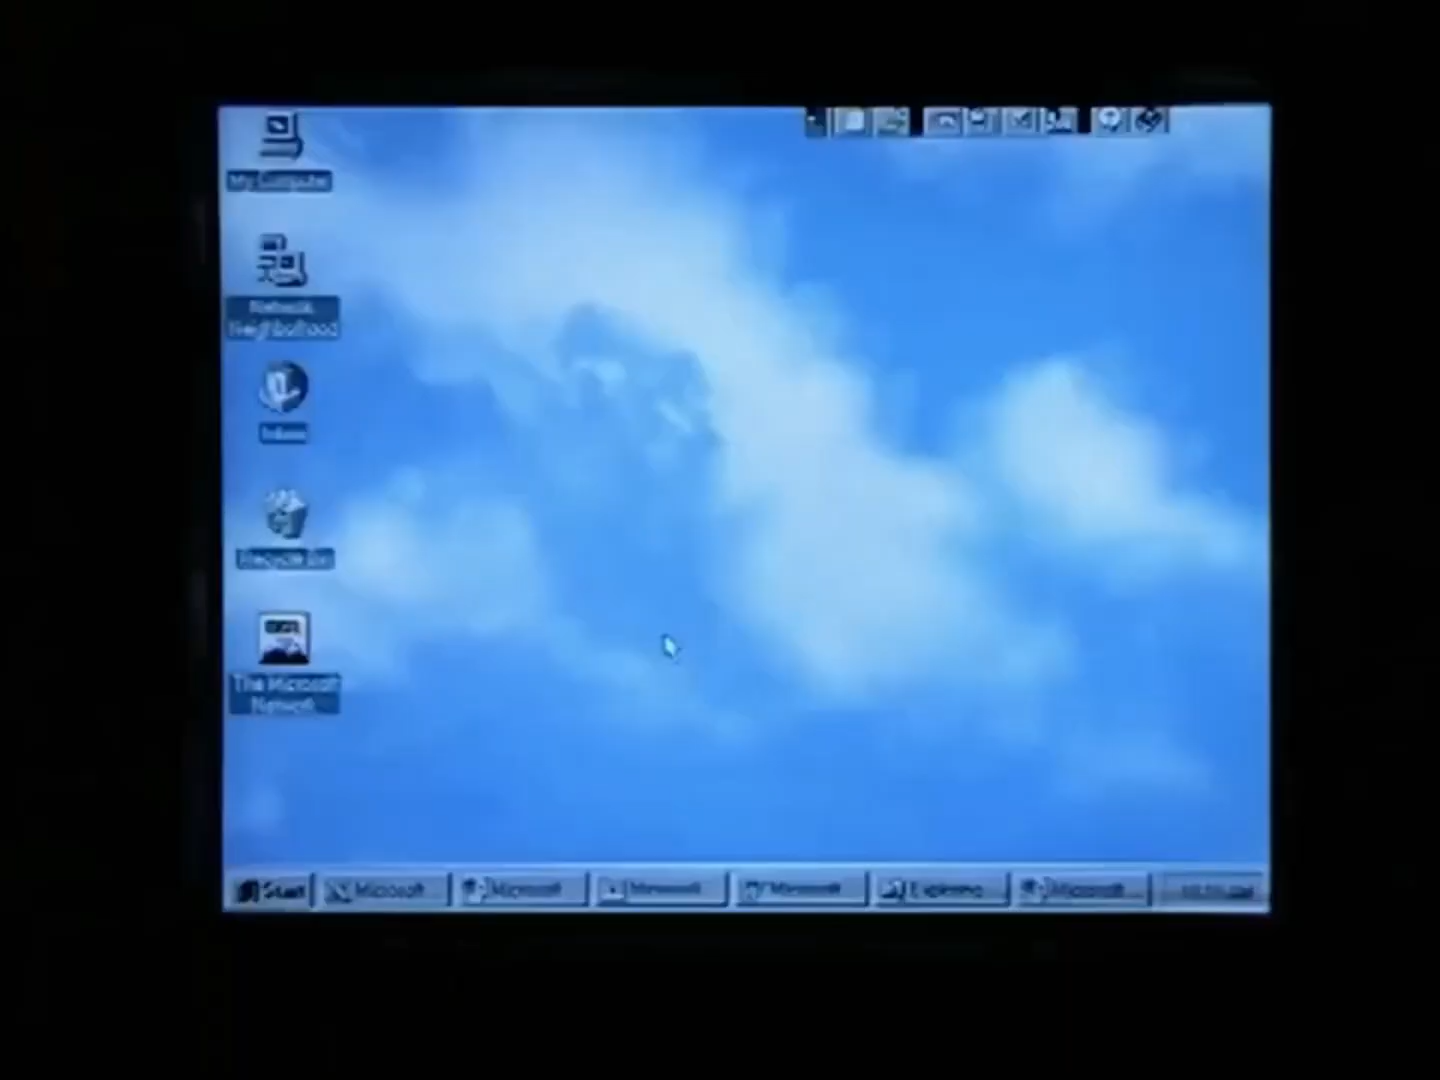 My Computer
Network
Neighborhood
Inbox
Recycle Bin
The Microsoft
Network
Start
Microsoft
Microsoft
Microsoft
Microsoft
Exploring
Microsoft